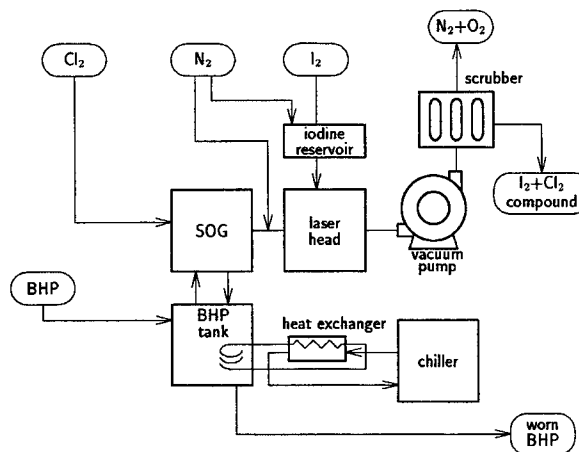 N₂+O₂
Cl₂
N₂
I₂
scrubber
iodine
reservoir
I₂+Cl₂
compound
SOG
laser
head
vacuum
pump
BHP
BHP
tank
heat exchanger
chiller
worn
BHP